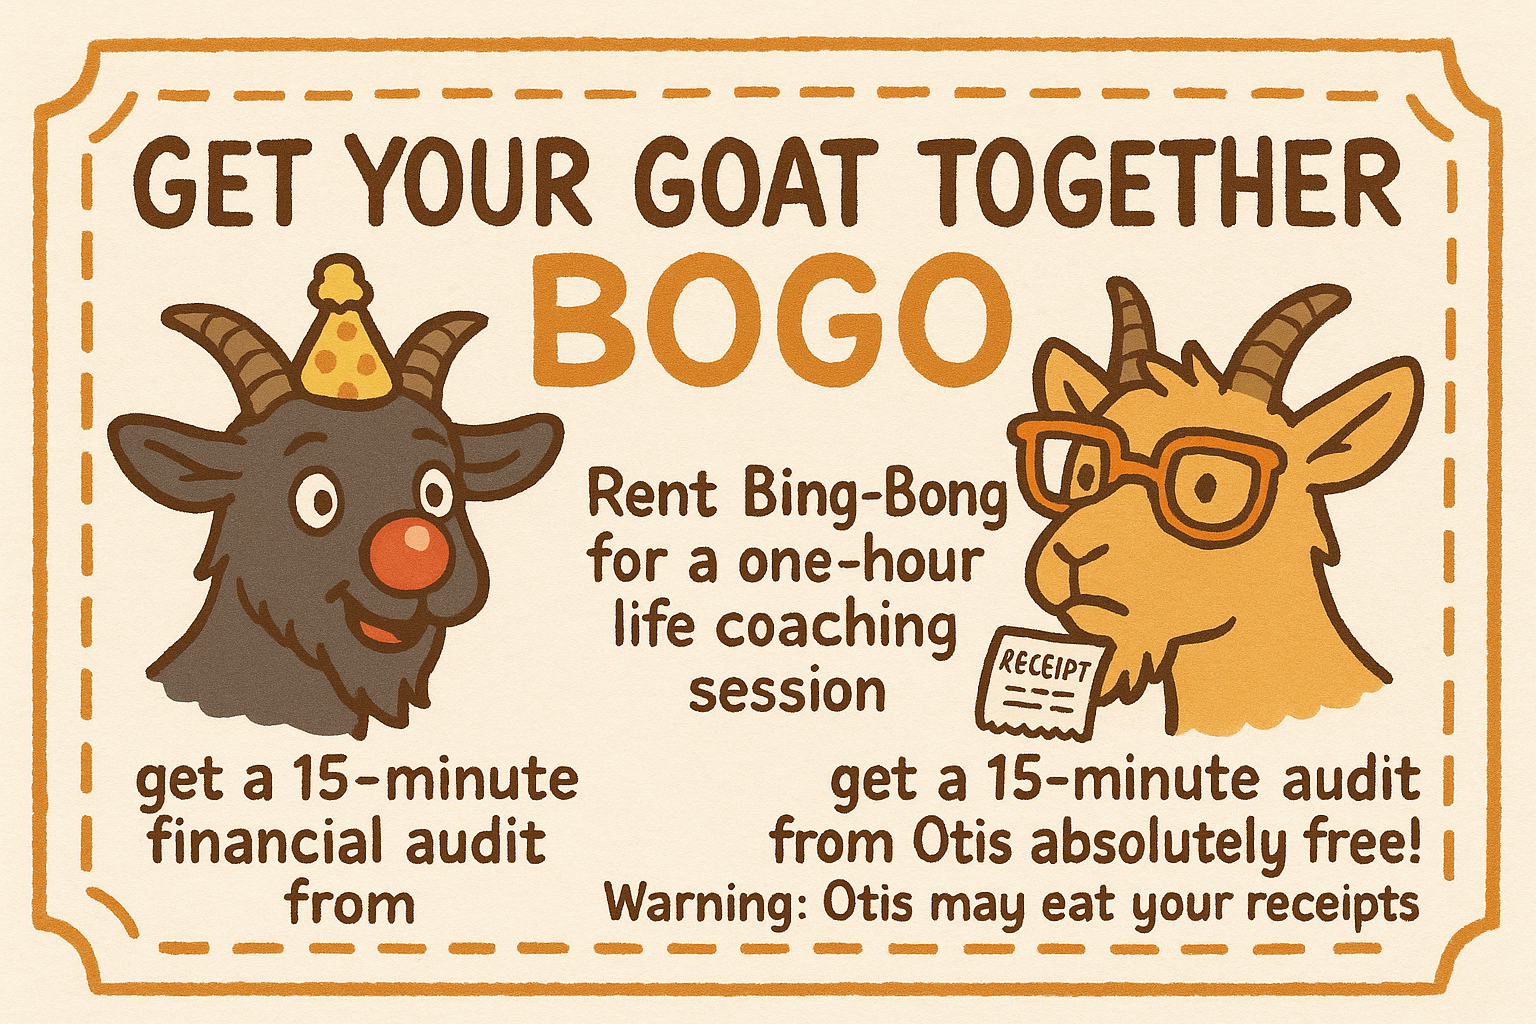 GET YOUR GOAT TOGETHER
BOGO
Rent Bing-Bong
for a one-hour
life coaching
session
RECEIPT
get a 15-minute
financial audit
from
get a 15-minute audit
from Otis absolutely free!
Warning: Otis may eat your receipts